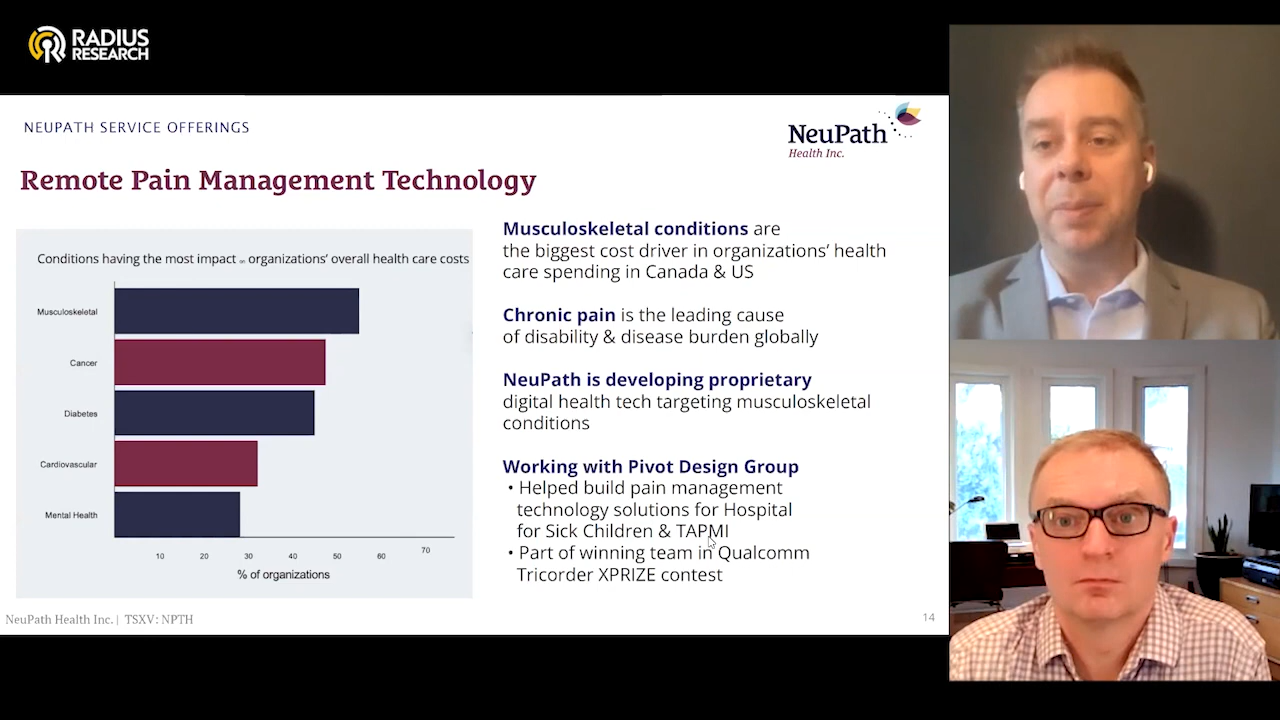 RADIUS
RESEARCH
NEUPATH SERVICE OFFERINGS
NeuPath
Health Inc.
Remote Pain Management Technology
Conditions having the most impact on organizations' overall health care costs
Musculoskeletal
Cancer
Diabetes
Cardiovascular
Mental Health
10 20 30 40 50 60 70
% of organizations
Musculoskeletal conditions are
the biggest cost driver in organizations' health
care spending in Canada & US
Chronic pain is the leading cause
of disability & disease burden globally
NeuPath is developing proprietary
digital health tech targeting musculoskeletal
conditions
Working with Pivot Design Group
• Helped build pain management
technology solutions for Hospital
for Sick Children & TAPMI
• Part of winning team in Qualcomm
Tricorder XPRIZE contest
NeuPath Health Inc. | TSXV: NPTH
14